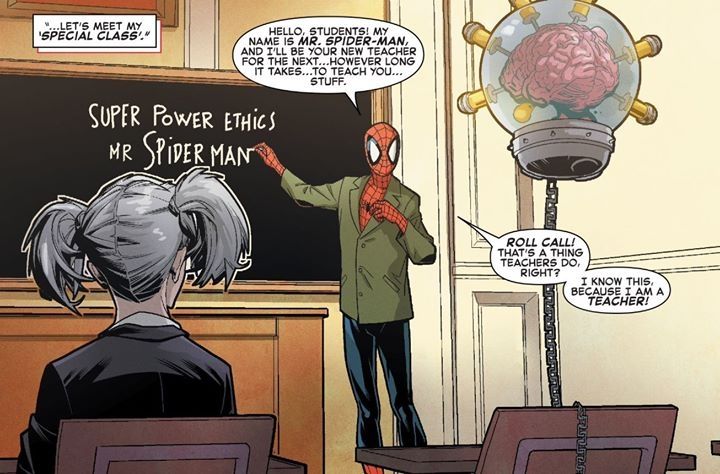 "...LET'S MEET MY
'SPECIAL CLASS'."
HELLO, STUDENTS! MY
NAME IS MR. SPIDER-MAN,
AND I'LL BE YOUR NEW TEACHER
FOR THE NEXT...HOWEVER LONG
IT TAKES...TO TEACH YOU...
STUFF.
SUPER POWER ETHICS
MR SPIDER MAN
ROLL CALL!
THAT'S A THING
TEACHERS DO,
RIGHT?
I KNOW THIS,
BECAUSE I AM A
TEACHER!